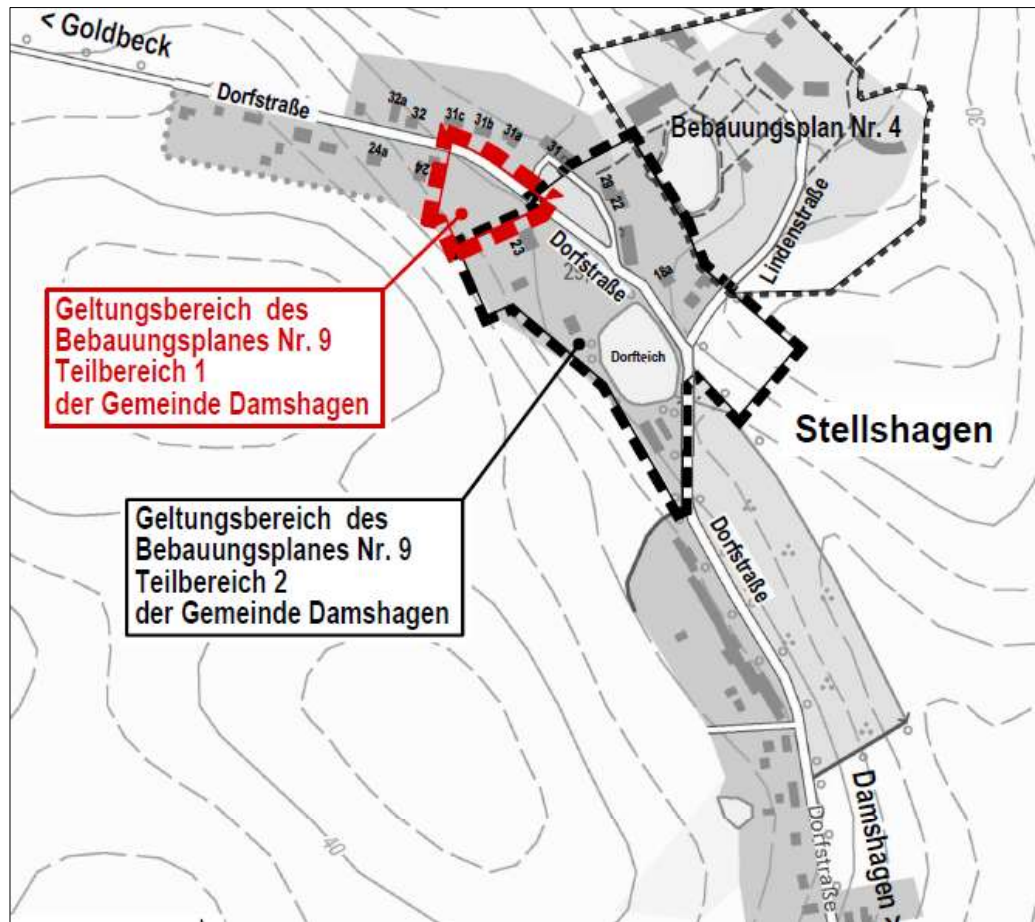 < Goldbeck
Dorfstraße
32a
32
31c
31b
31a
31
24a
24
Bebauungsplan Nr. 4
30
29
22
23
Dorfstraße
18a
Lindenstraße
Geltungsbereich des
Bebauungsplanes Nr. 9
Teilbereich 1
der Gemeinde Damshagen
Dorfteich
Stellshagen
Geltungsbereich des
Bebauungsplanes Nr. 9
Teilbereich 2
der Gemeinde Damshagen
Dorfstraße
40
Damshagen >
Dorfstraße